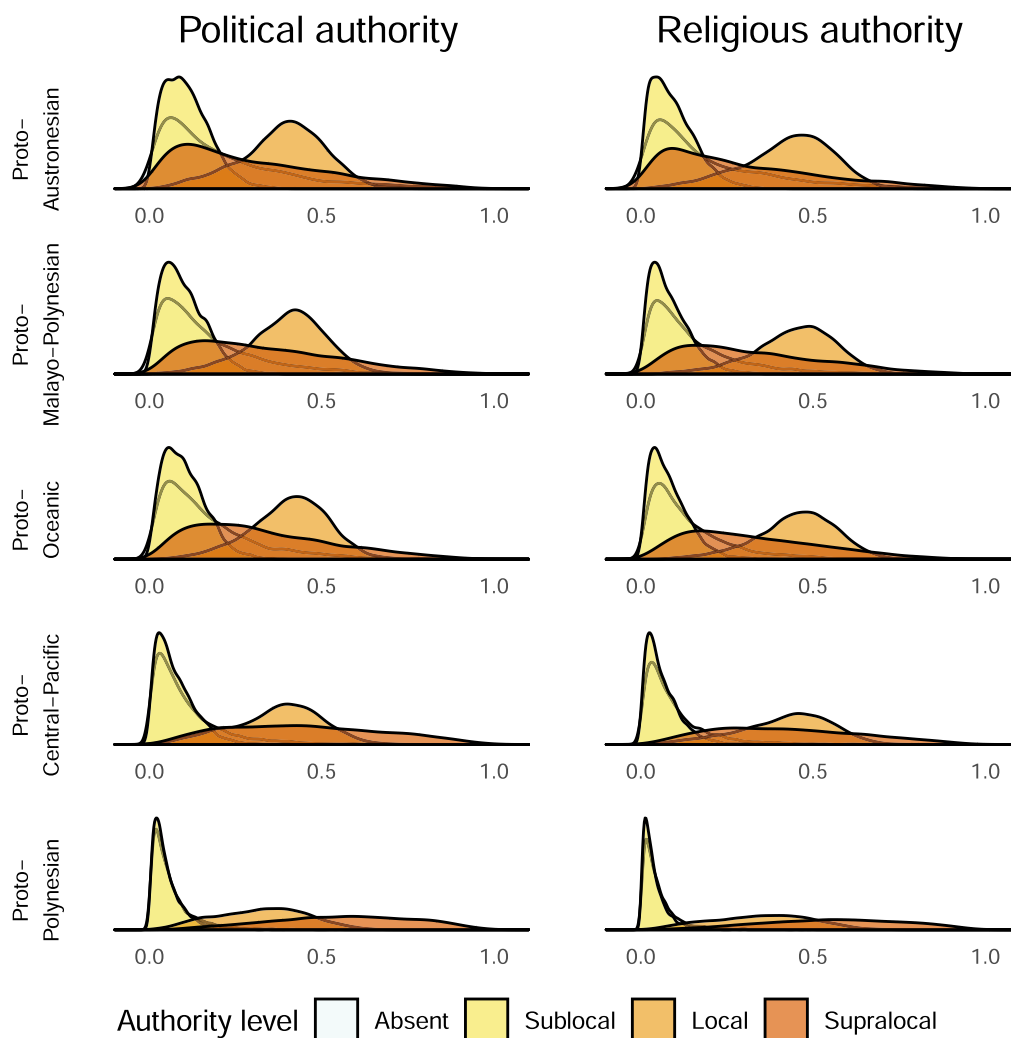 Political authority
Religious authority
Proto-
Austronesian
0.0 0.5 1.0
0.0 0.5 1.0
Proto-
Malayo-Polynesian
0.0 0.5 1.0
0.0 0.5 1.0
Proto-
Oceanic
0.0 0.5 1.0
0.0 0.5 1.0
Proto-
Central-Pacific
0.0 0.5 1.0
0.0 0.5 1.0
Proto-
Polynesian
0.0 0.5 1.0
0.0 0.5 1.0
Authority level Absent Sublocal Local Supralocal